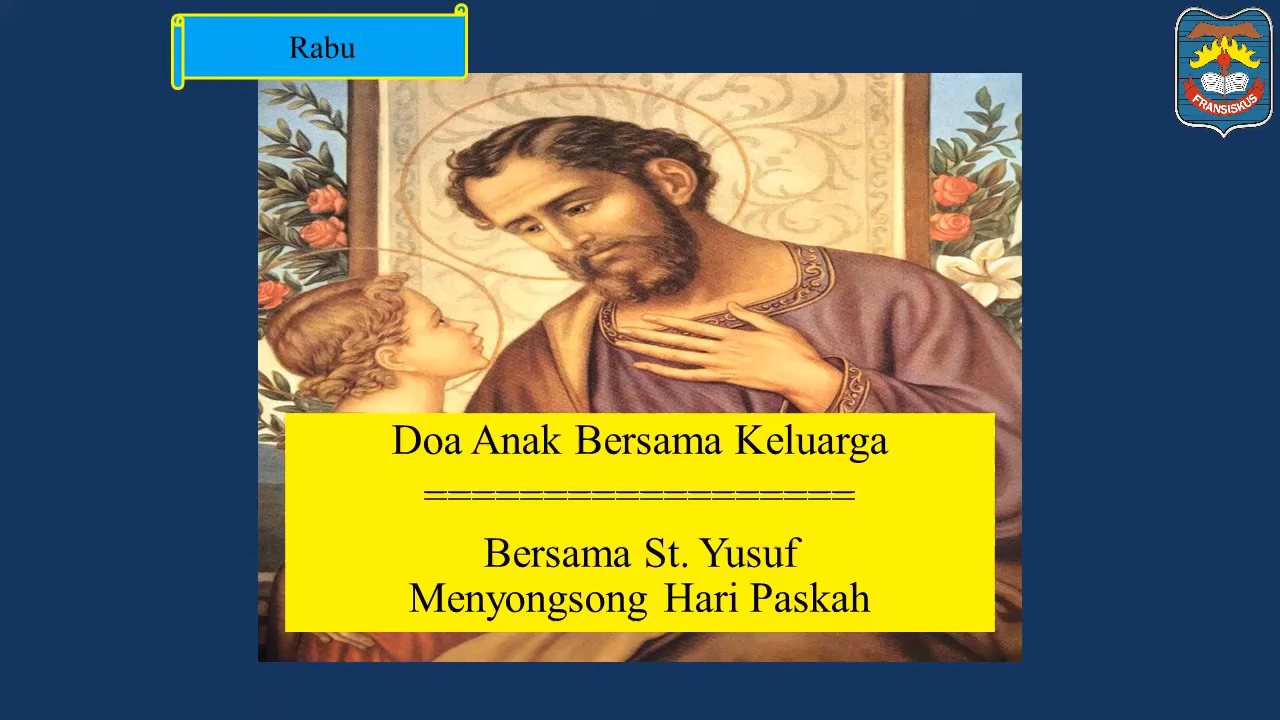 Rabu
FRANSISKUS
Doa Anak Bersama Keluarga
==================
Bersama St. Yusuf
Menyongsong Hari Paskah